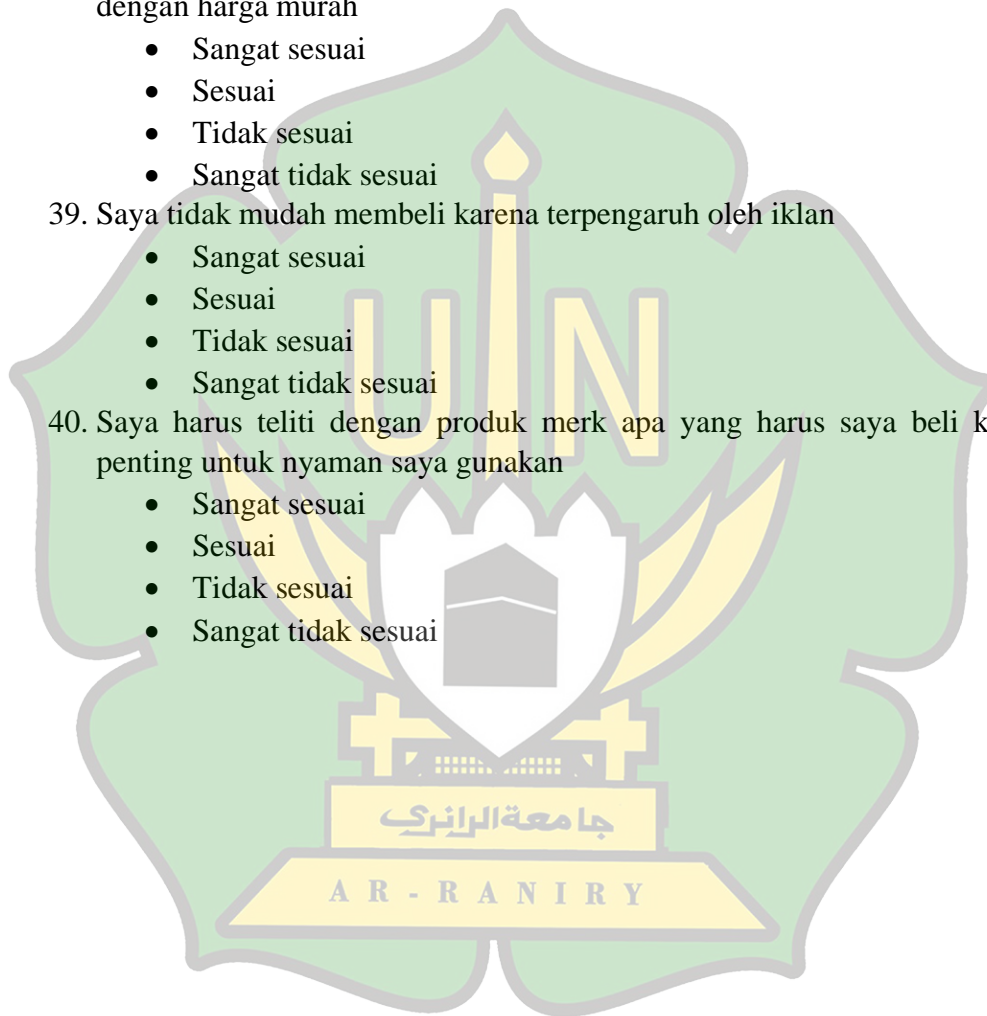 dengan harga murah
• Sangat sesuai
• Sesuai
• Tidak sesuai
• Sangat tidak sesuai
39. Saya tidak mudah membeli karena terpengaruh oleh iklan
• Sangat sesuai
• Sesuai
• Tidak sesuai
• Sangat tidak sesuai
40. Saya harus teliti dengan produk merk apa yang harus saya beli k
penting untuk nyaman saya gunakan
• Sangat sesuai
• Sesuai
• Tidak sesuai
• Sangat tidak sesuai
UIN
جامعةالرانري
AR-RANIRY